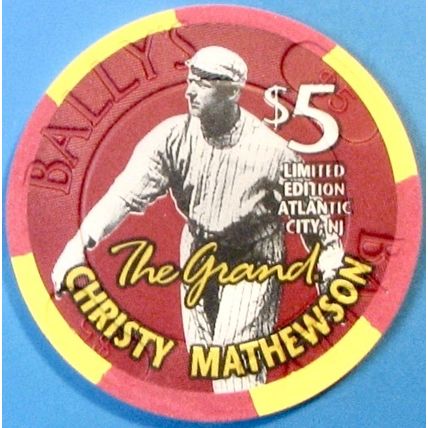 BALLY'S
$5
LIMITED
EDITION
ATLANTIC
CITY, NJ
The Grand
CHRISTY MATHEWSON